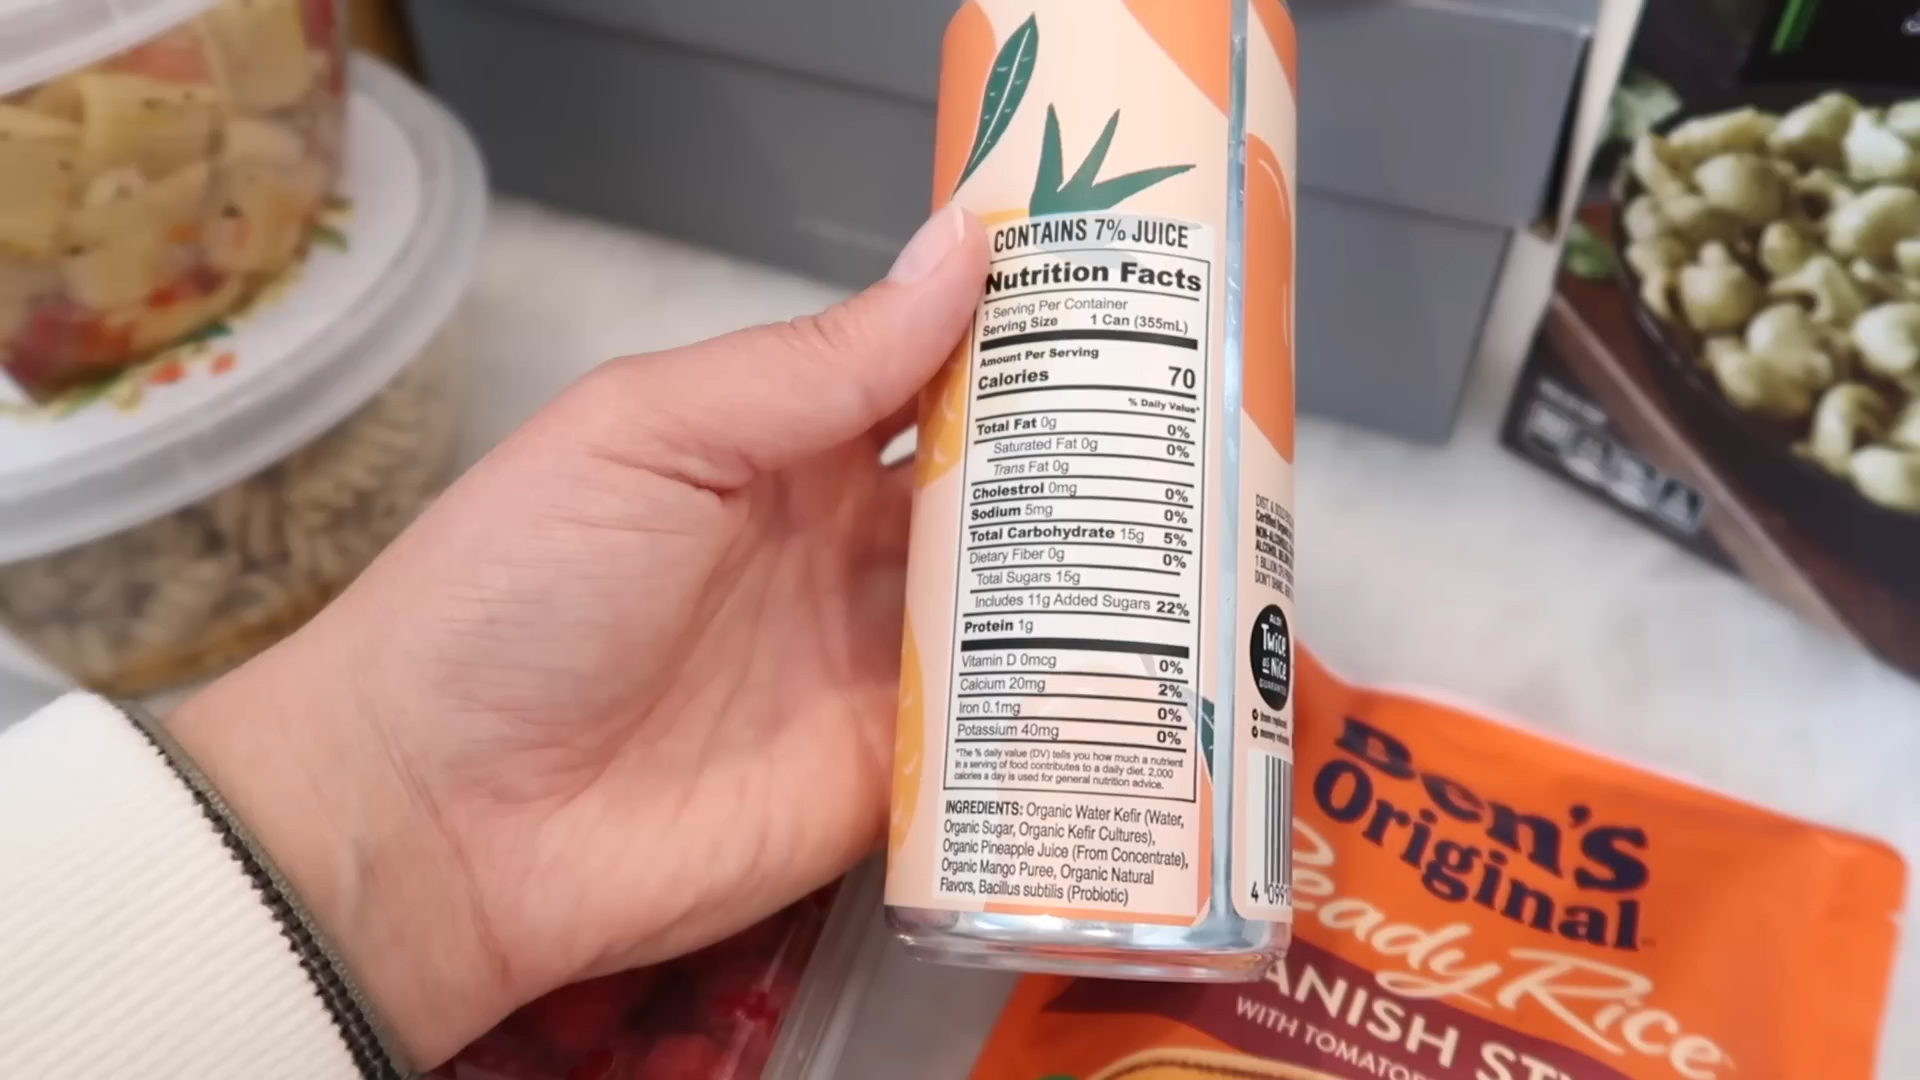 CONTAINS 7% JUICE
Nutrition Facts
1 Serving Per Container
Serving Size 1 Can (355mL)
Amount Per Serving
Calories 70
% Daily Value*
Total Fat 0g 0%
Saturated Fat 0g 0%
Trans Fat 0g
Cholestrol 0mg 0%
Sodium 5mg 0%
Total Carbohydrate 15g 5%
Dietary Fiber 0g 0%
Total Sugars 15g
Includes 11g Added Sugars 22%
Protein 1g
Vitamin D 0mcg 0%
Calcium 20mg 2%
Iron 0.1mg 0%
Potassium 40mg 0%
*The % daily value (DV) tells you how much a nutrient
in a serving of food contributes to a daily diet. 2,000
calories a day is used for general nutrition advice.
INGREDIENTS: Organic Water Kefir (Water,
Organic Sugar, Organic Kefir Cultures),
Organic Pineapple Juice (From Concentrate),
Organic Mango Puree, Organic Natural
Flavors, Bacillus subtilis (Probiotic)
ALDI
Twice
as Nice
GUARANTEE
4 099
Ben's
Original
Ready Rice
ANISH ST
WITH TOMATO